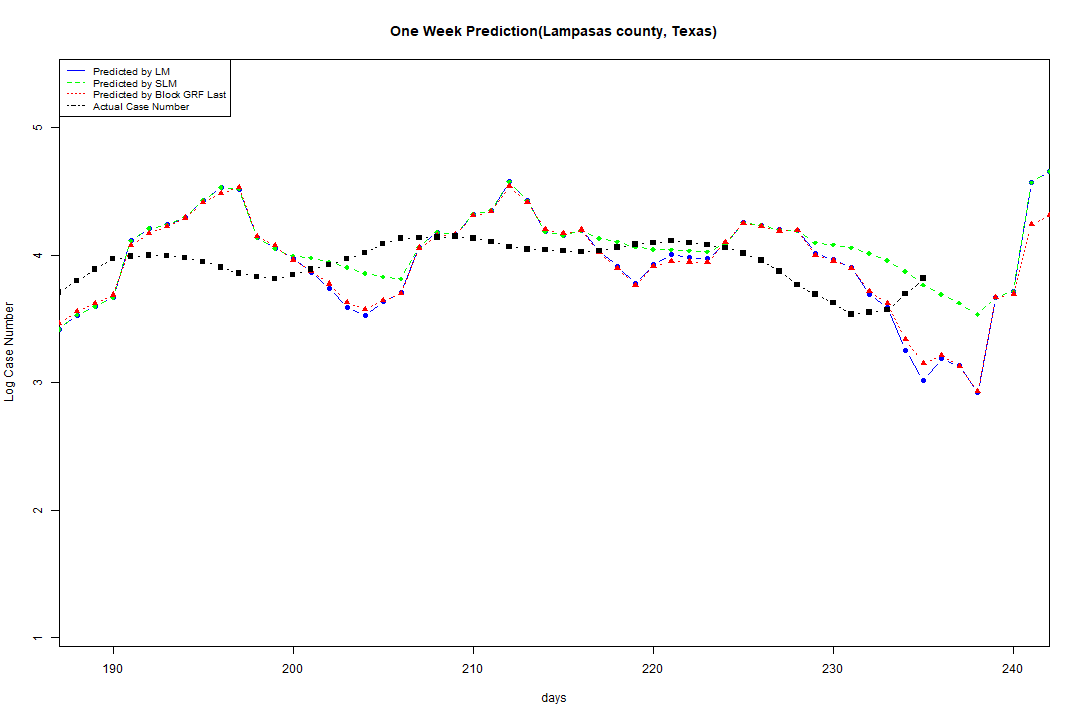 One Week Prediction(Lampasas county, Texas)
Predicted by LM
Predicted by SLM
Predicted by Block GRF Last
Actual Case Number
5
4
3
2
1
Log Case Number
190 200 210 220 230 240
days